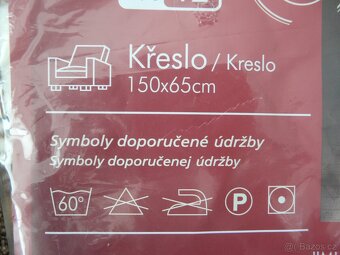 Křeslo / Kreslo
150x65cm
Symboly doporučené údržby
Symboly doporučenej údržby
60° P